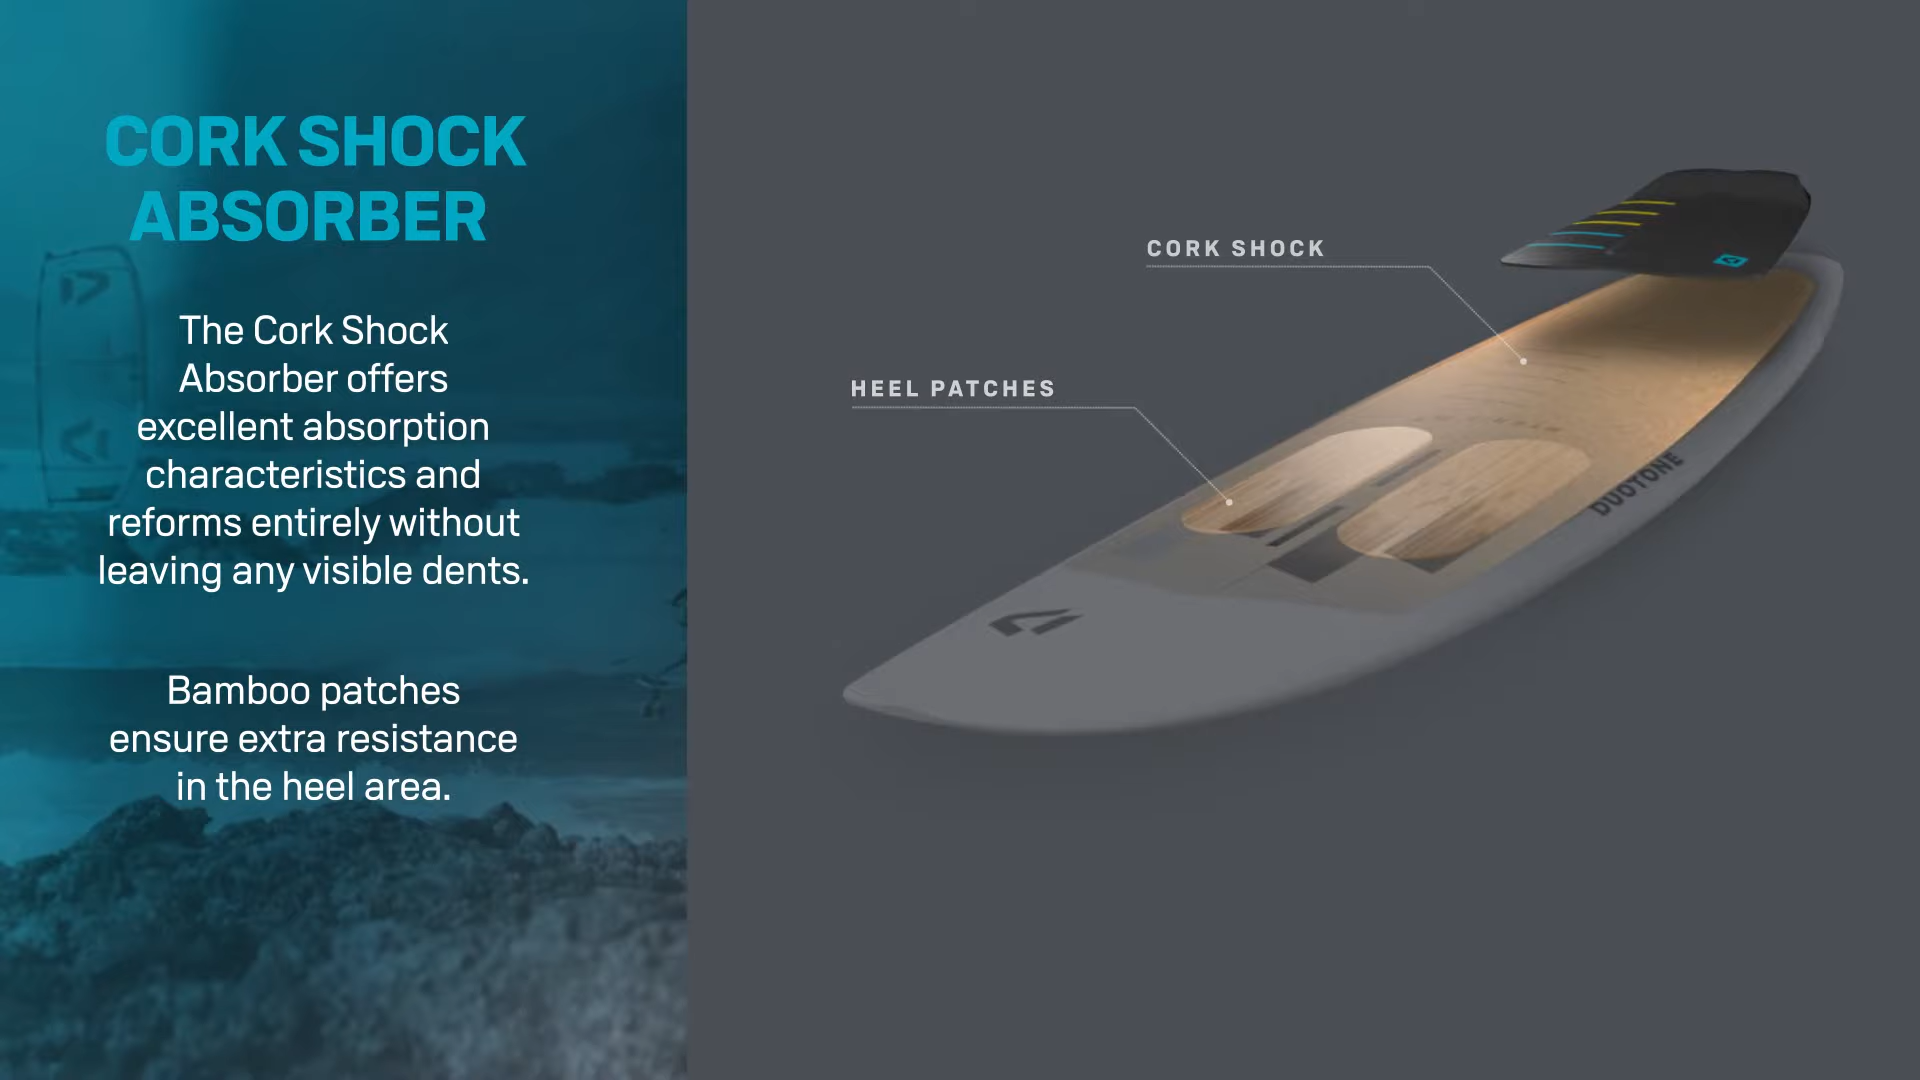 CORK SHOCK
ABSORBER
The Cork Shock
Absorber offers
excellent absorption
characteristics and
reforms entirely without
leaving any visible dents.
Bamboo patches
ensure extra resistance
in the heel area.
CORK SHOCK
HEEL PATCHES
DUOTONE